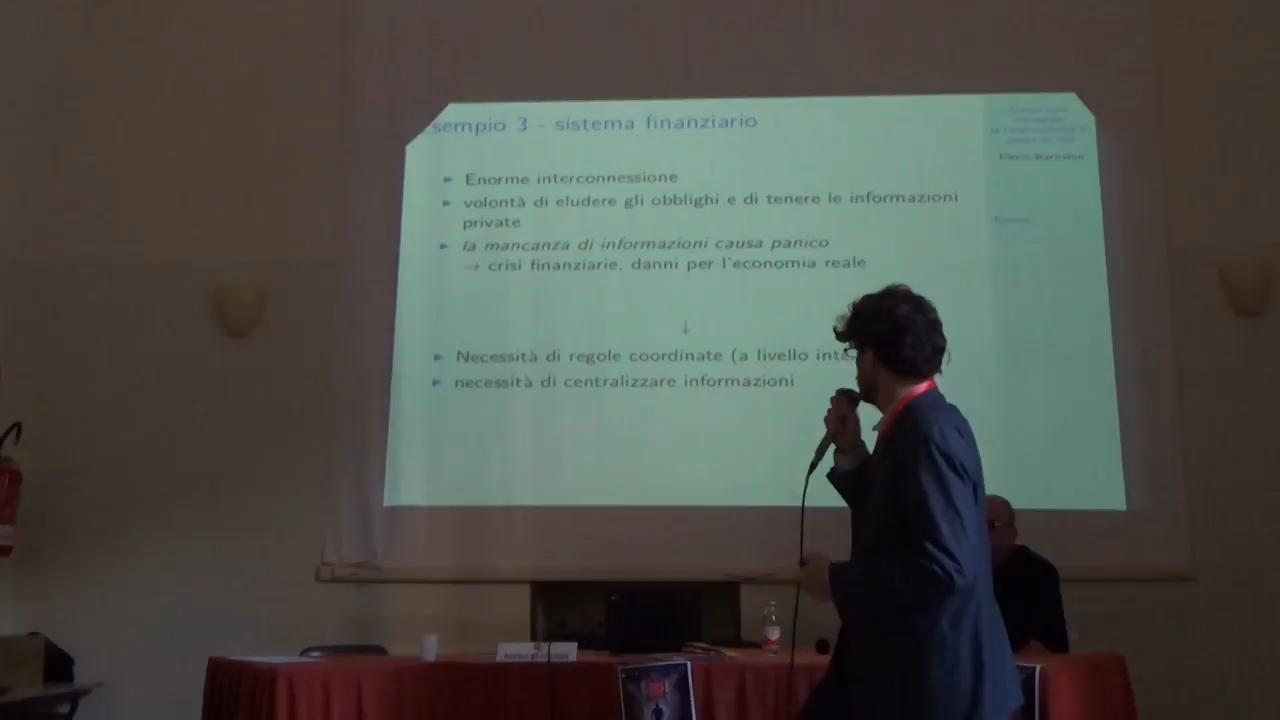 sempio 3 - sistema finanziario
Enorme interconnessione
volontà di eludere gli obblighi e di tenere le informazioni
private
la mancanza di informazioni causa panico
→ crisi finanziarie, danni per l'economia reale
↓
Necessità di regole coordinate (a livello inte
)
necessità di centralizzare informazioni